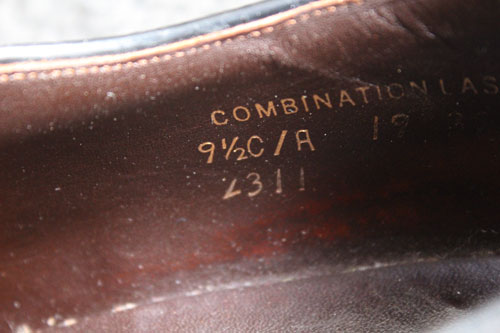 COMBINATION LAS
9½C/A
2311